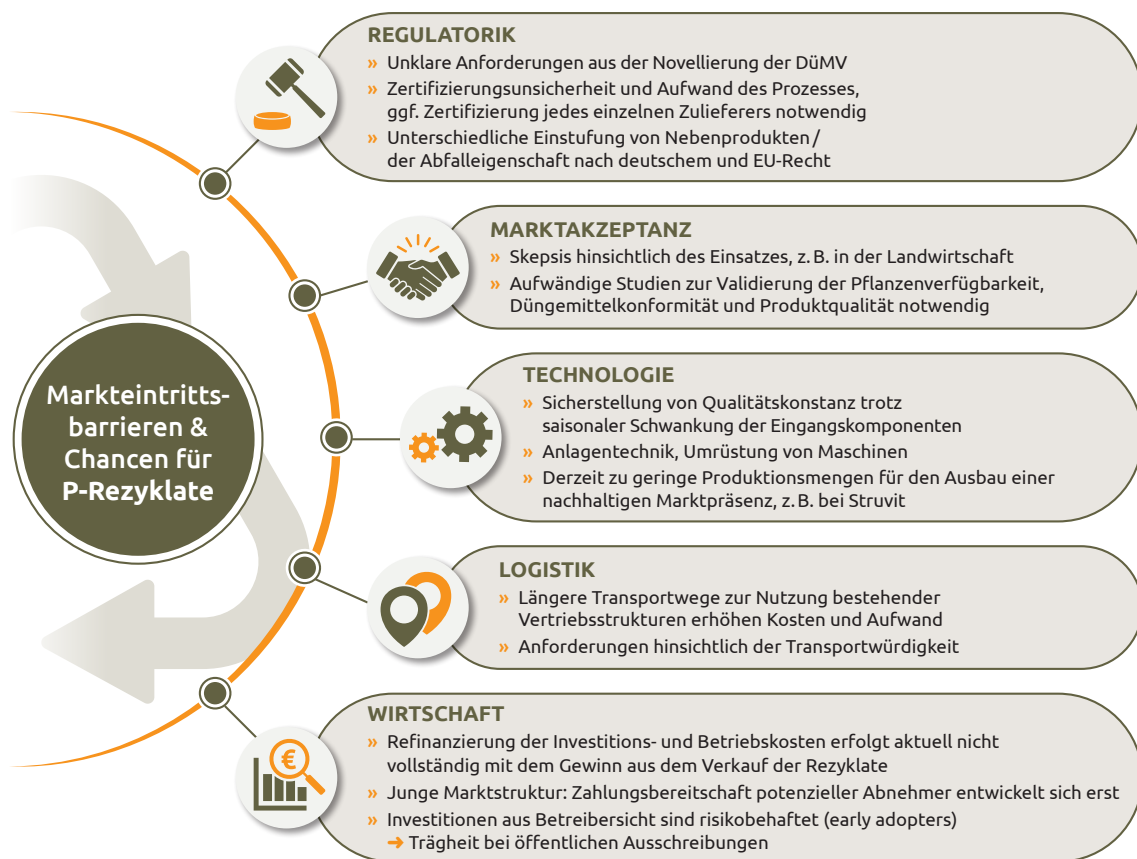 Markteintritts-
barrieren &
Chancen für
P-Rezyklate
REGULATORIK
» Unklare Anforderungen aus der Novellierung der DüMV
» Zertifizierungsunsicherheit und Aufwand des Prozesses,
ggf. Zertifizierung jedes einzelnen Zulieferers notwendig
» Unterschiedliche Einstufung von Nebenprodukten /
der Abfalleigenschaft nach deutschem und EU-Recht
MARKTAKZEPTANZ
» Skepsis hinsichtlich des Einsatzes, z. B. in der Landwirtschaft
» Aufwändige Studien zur Validierung der Pflanzenverfügbarkeit,
Düngemittelkonformität und Produktqualität notwendig
TECHNOLOGIE
» Sicherstellung von Qualitätskonstanz trotz
saisonaler Schwankung der Eingangskomponenten
» Anlagentechnik, Umrüstung von Maschinen
» Derzeit zu geringe Produktionsmengen für den Ausbau einer
nachhaltigen Marktpräsenz, z. B. bei Struvit
LOGISTIK
» Längere Transportwege zur Nutzung bestehender
Vertriebsstrukturen erhöhen Kosten und Aufwand
» Anforderungen hinsichtlich der Transportwürdigkeit
WIRTSCHAFT
» Refinanzierung der Investitions- und Betriebskosten erfolgt aktuell nicht
vollständig mit dem Gewinn aus dem Verkauf der Rezyklate
» Junge Marktstruktur: Zahlungsbereitschaft potenzieller Abnehmer entwickelt sich erst
» Investitionen aus Betreibersicht sind risikobehaftet (early adopters)
➔ Trägheit bei öffentlichen Ausschreibungen
€